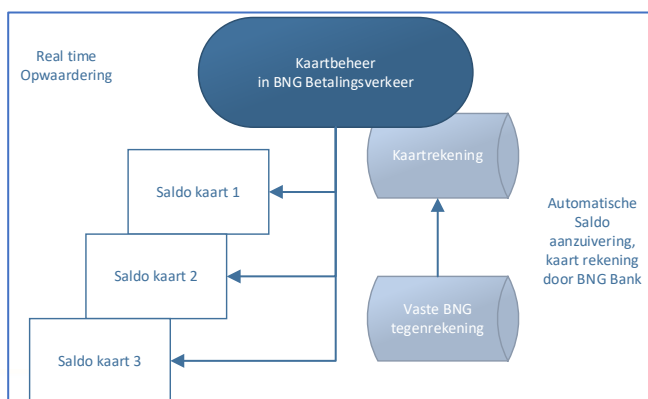 Real time
Opwaardering
Kaartbeheer
in BNG Betalingsverkeer
Kaartrekening
Saldo kaart 1
Saldo kaart 2
Saldo kaart 3
Vaste BNG
tegenrekening
Automatische
Saldo
aanzuivering,
kaart rekening
door BNG Bank